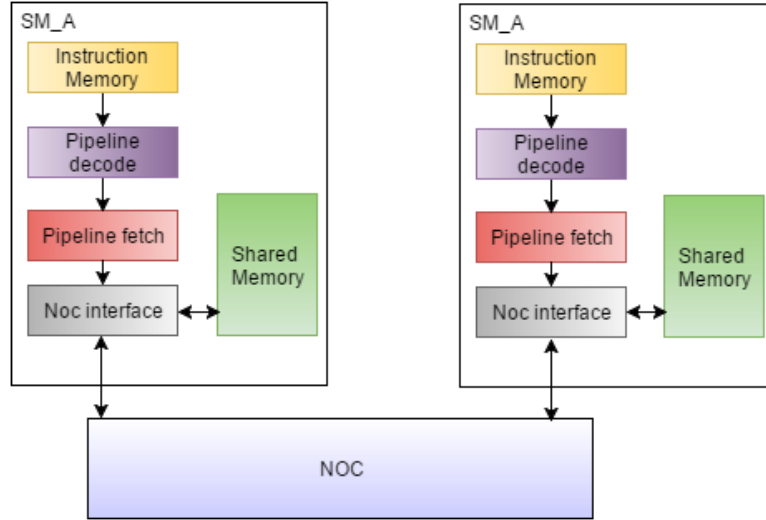 SM_A
Instruction
Memory
Pipeline
decode
Pipeline fetch
Shared
Memory
Noc interface
SM_A
Instruction
Memory
Pipeline
decode
Pipeline fetch
Shared
Memory
Noc interface
NOC